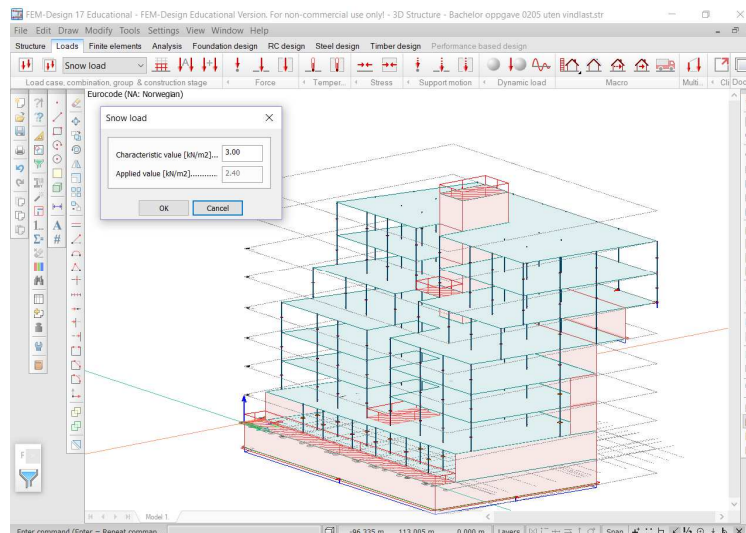 FEM-Design 17 Educational - FEM-Design Educational Version. For non-commercial use only! - 3D Structure - Bachelor oppgave 0205 uten vindlast.str
File Edit Draw Modify Tools Settings View Window Help
Structure Loads Finite elements Analysis Foundation design RC design Steel design Timber design Performance based design
Snow load
Load case, combination, group & construction stage Force Temper... Stress Support motion Dynamic load Macro Multi... Cli Doc
Eurocode (NA: Norwegian)
Snow load
Characteristic value [kN/m2]... 3.00
Applied value [kN/m2]............. 2.40
OK Cancel
F
Model 1.
Enter command (Enter = Repeat comman -96.335 m 113.005 m 0.000 m Layers Snap